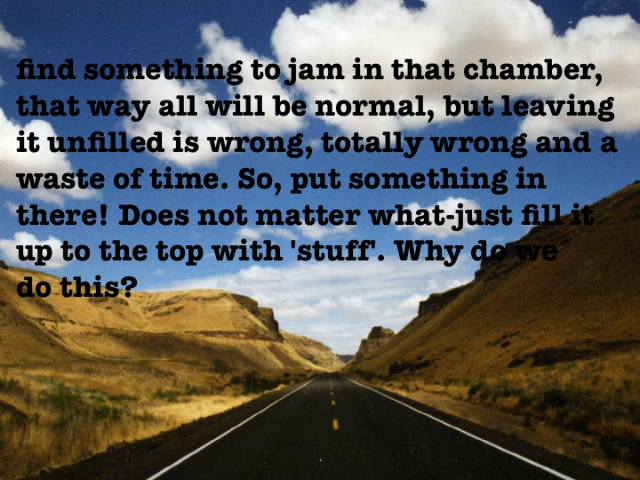 find something to jam in that chamber,
that way all will be normal, but leaving
it unfilled is wrong, totally wrong and a
waste of time. So, put something in
there! Does not matter what-just fill it
up to the top with 'stuff'. Why do we
do this?